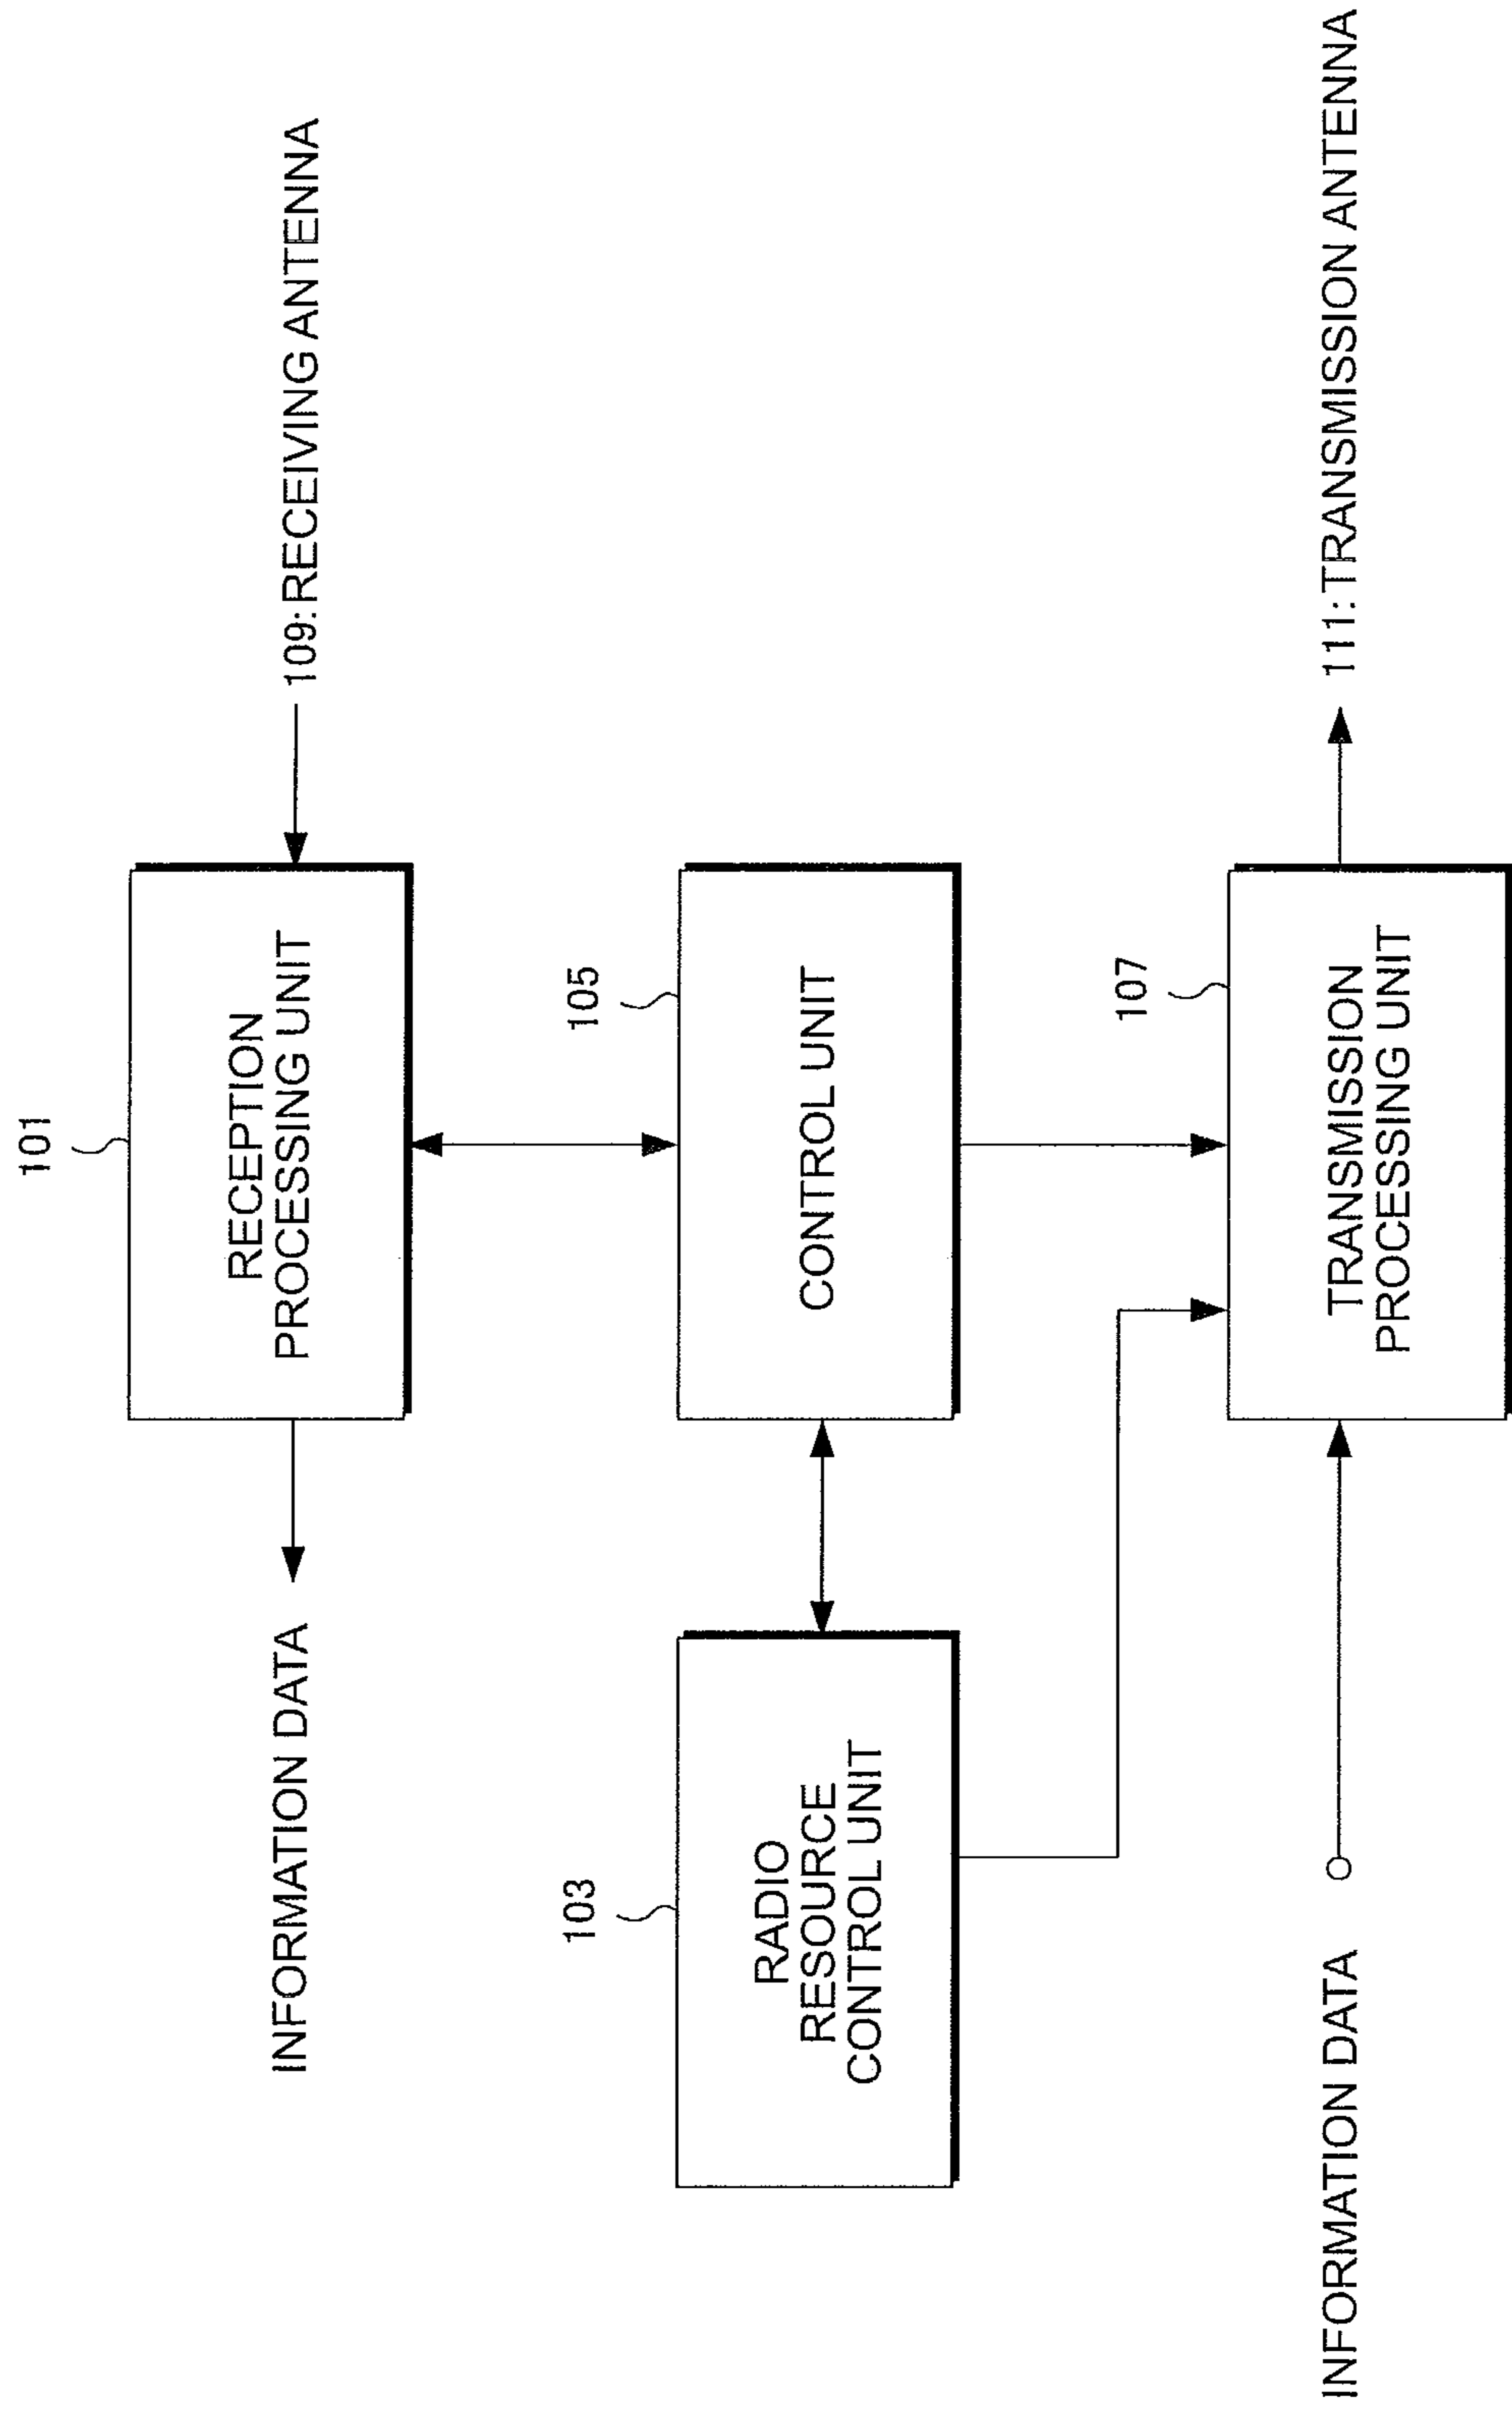 101
RECEPTION
PROCESSING UNIT
INFORMATION DATA
109:RECEIVING ANTENNA
103
RADIO
RESOURCE
CONTROL UNIT
105
CONTROL UNIT
107
TRANSMISSION
PROCESSING UNIT
INFORMATION DATA
111:TRANSMISSION ANTENNA